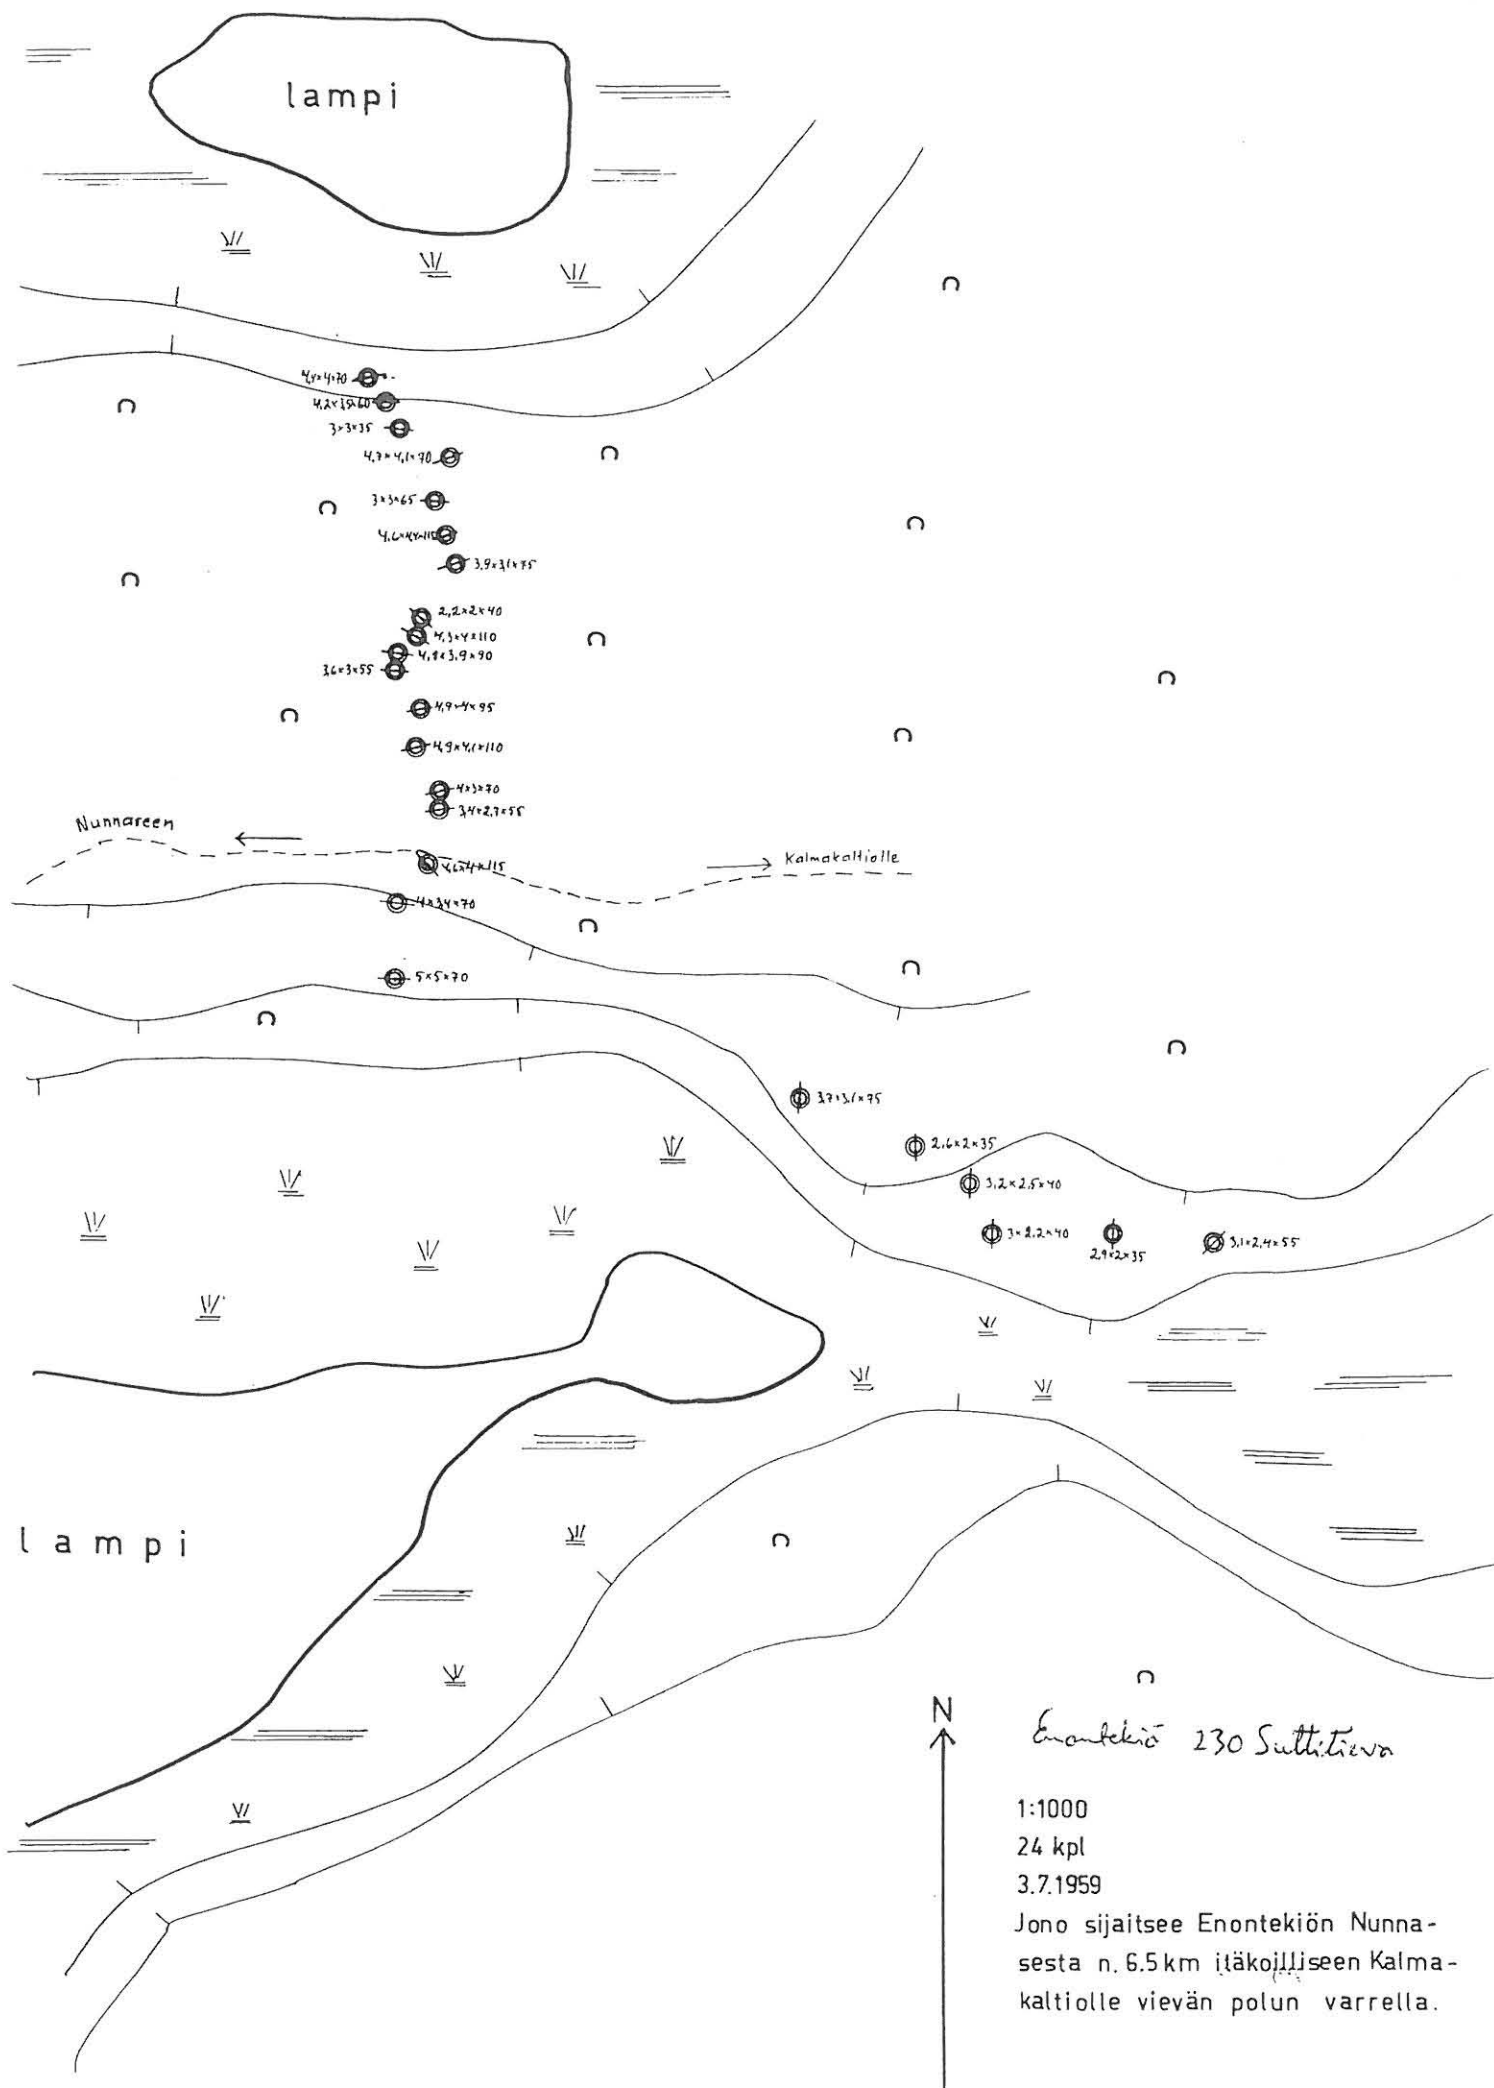 lampi
4,4×4×70
4,2×3,5×60
3×3×35
4,7×4,1×70
3×3×65
4,6×4,4×115
3,9×3,1×75
2,2×2×40
4,3×4×110
4,8×3,9×90
3,6×3×55
4,9×4×95
4,9×4,1×110
4×3×70
3,4×2,7×55
Nunnaseen
4,6×4×115
Kalmakaltiolle
4×3,4×70
5×5×70
3,7×3,1×75
2,6×2×35
3,2×2,5×40
3×2,2×40
2,9×2×35
3,1×2,4×55
lampi
N
Enontekiö 230 Suttitieva
1:1000
24 kpl
3.7.1959
Jono sijaitsee Enontekiön Nunna-
sesta n. 6.5 km itäkoilliseen Kalma-
kaltiolle vievän polun varrella.